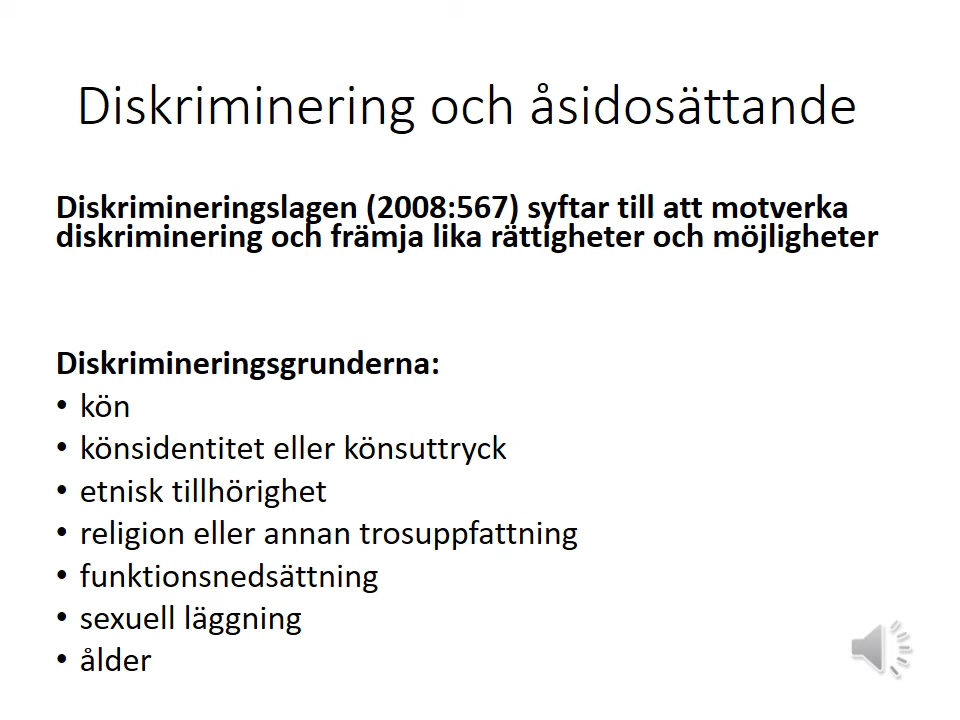 Diskriminering och åsidosättande
Diskrimineringslagen (2008:567) syftar till att motverka
diskriminering och främja lika rättigheter och möjligheter
Diskrimineringsgrunderna:
• kön
• könsidentitet eller könsuttryck
• etnisk tillhörighet
• religion eller annan trosuppfattning
• funktionsnedsättning
• sexuell läggning
• ålder